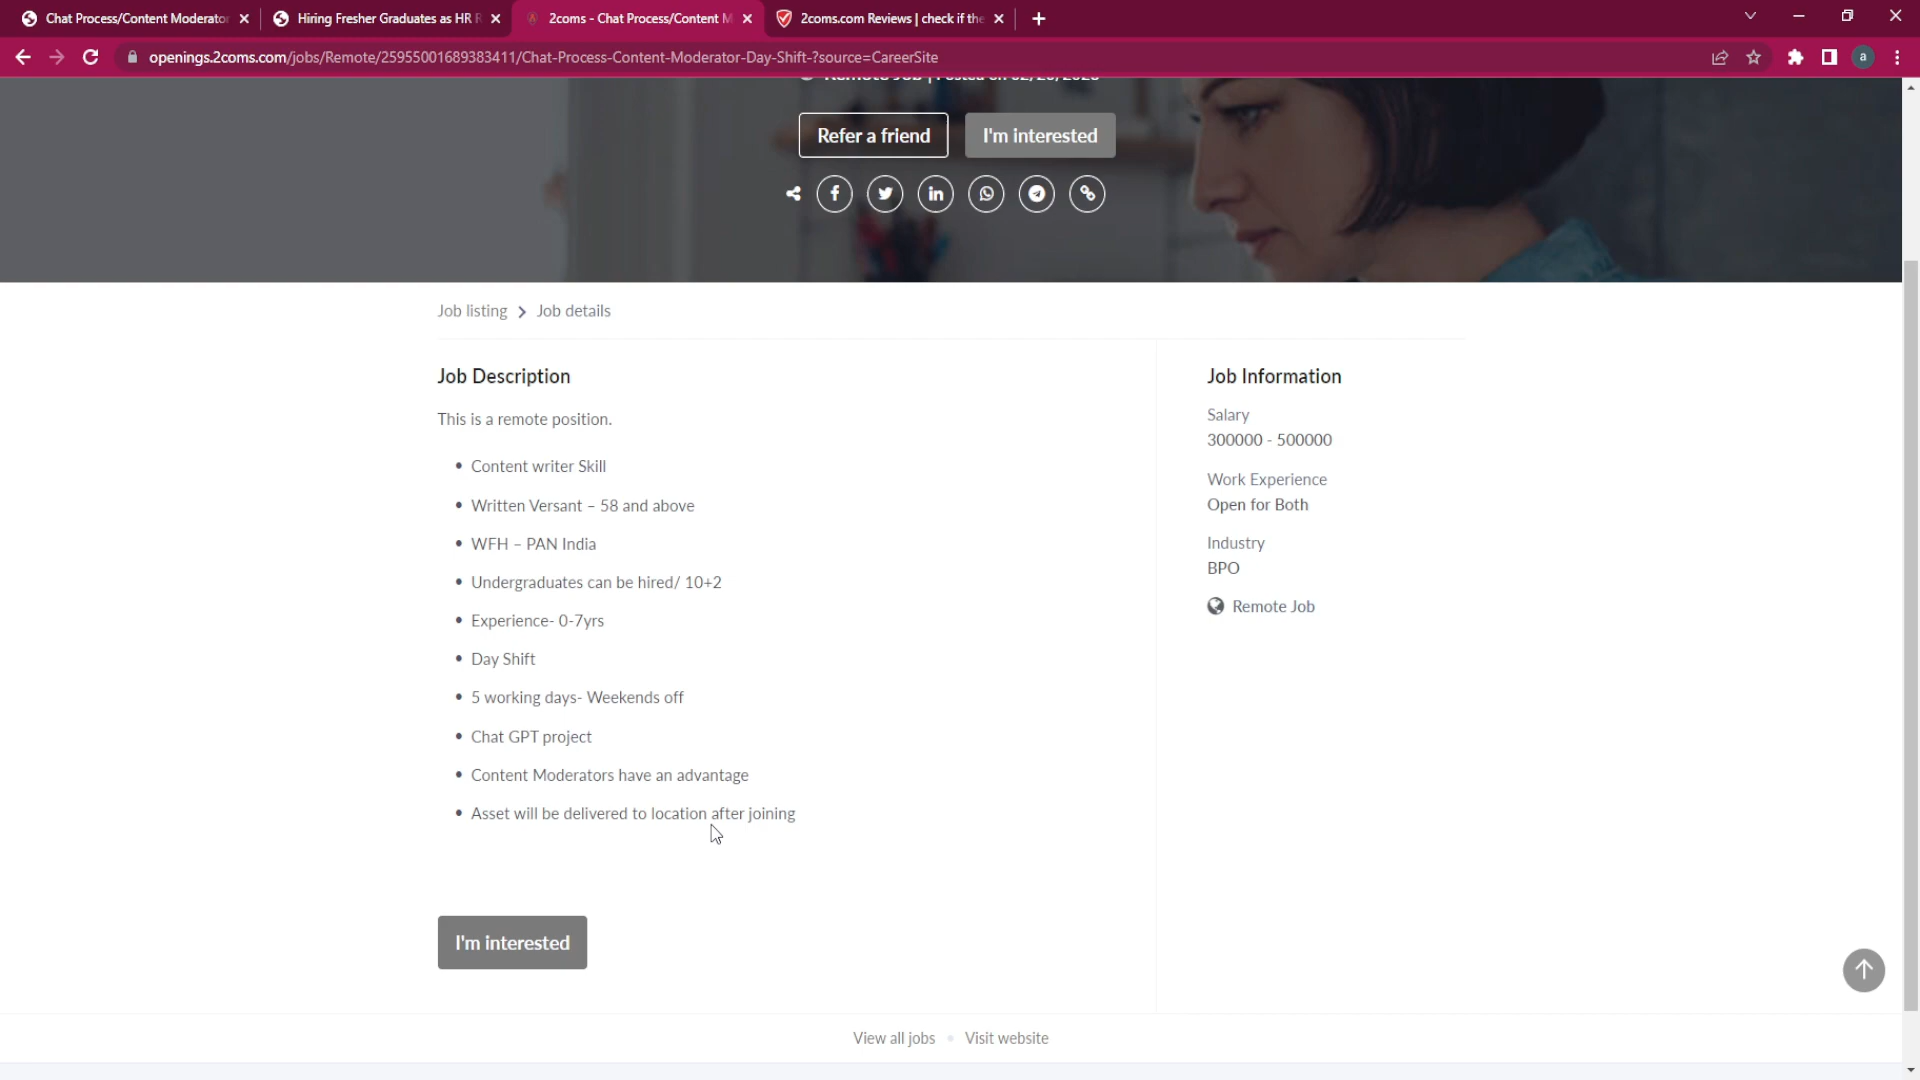 Chat Process/Content Moderator
Hiring Fresher Graduates as HR R
2coms - Chat Process/Content M
2coms.com Reviews | check if the
openings.2coms.com/jobs/Remote/25955001689383411/Chat-Process-Content-Moderator-Day-Shift-?source=CareerSite
a
Refer a friend
I'm interested
Job listing > Job details
Job Description
This is a remote position.
• Content writer Skill
• Written Versant – 58 and above
• WFH – PAN India
• Undergraduates can be hired/ 10+2
• Experience- 0-7yrs
• Day Shift
• 5 working days- Weekends off
• Chat GPT project
• Content Moderators have an advantage
• Asset will be delivered to location after joining
I'm interested
Job Information
Salary
300000 - 500000
Work Experience
Open for Both
Industry
BPO
Remote Job
View all jobs • Visit website